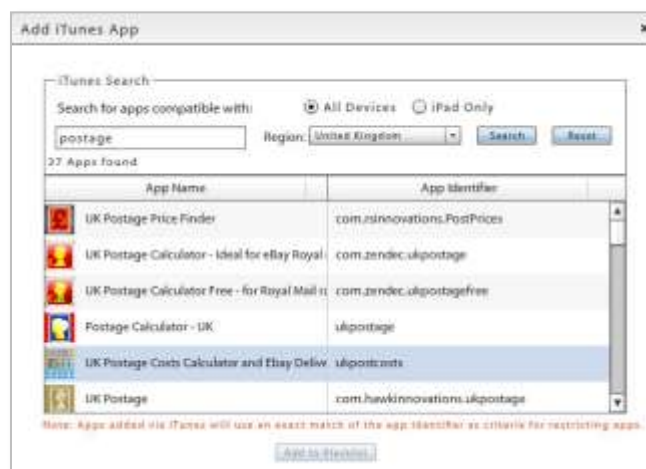 Add iTunes App
iTunes Search
Search for apps compatible with: All Devices iPad Only
postage Region: United Kingdom Search Reset
37 Apps found
App Name App Identifier
UK Postage Price Finder com.rsinnovations.PostPrices
UK Postage Calculator - Ideal for eBay Royal com.zendec.ukpostage
UK Postage Calculator Free - for Royal Mail com.zendec.ukpostagefree
Postage Calculator - UK ukpostage
UK Postage Costs Calculator and Ebay Delive ukpostcosts
UK Postage com.hawkinnovations.ukpostage
Note: Apps added via iTunes will use an exact match of the app identifier as criteria for restricting apps.
Add to